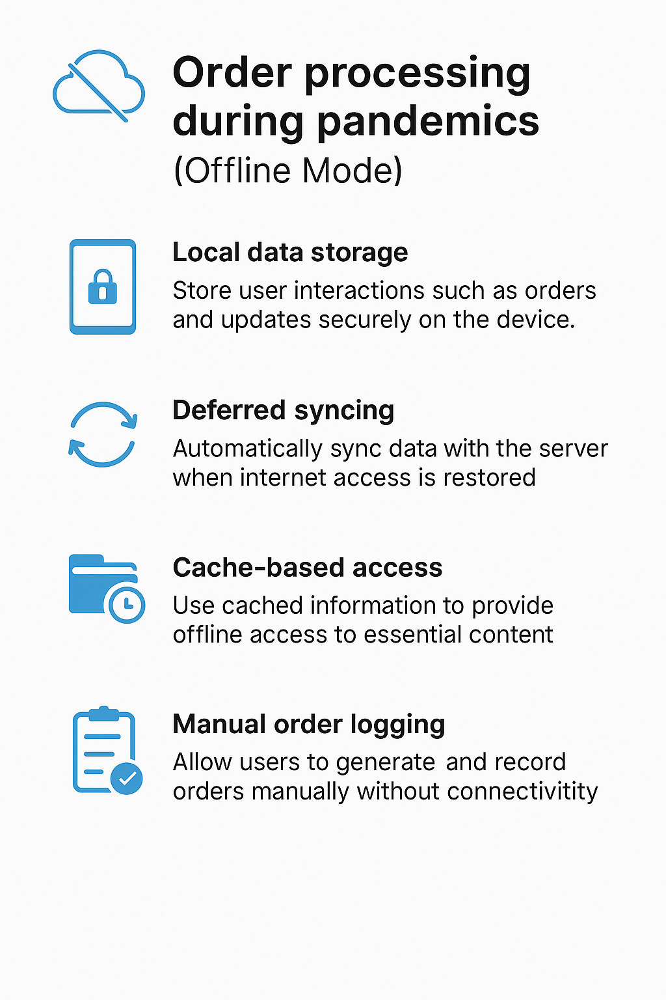 Order processing
during pandemics
(Offline Mode)
Local data storage
Store user interactions such as orders
and updates securely on the device.
Deferred syncing
Automatically sync data with the server
when internet access is restored
Cache-based access
Use cached information to provide
offline access to essential content
Manual order logging
Allow users to generate and record
orders manually without connectivitity